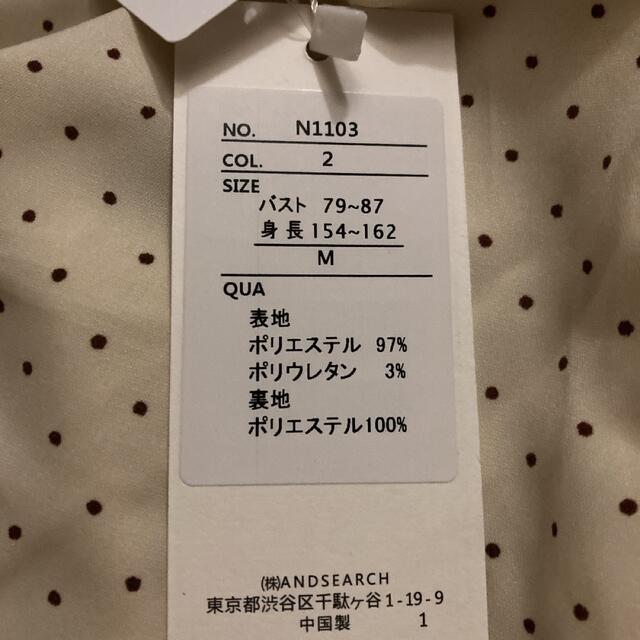 NO. N1103
COL. 2
SIZE
バスト 79~87
身長 154~162
M
QUA
表地
ポリエステル 97%
ポリウレタン 3%
裏地
ポリエステル100%
㈱ANDSEARCH
東京都渋谷区千駄ヶ谷1-19-9
中国製 1